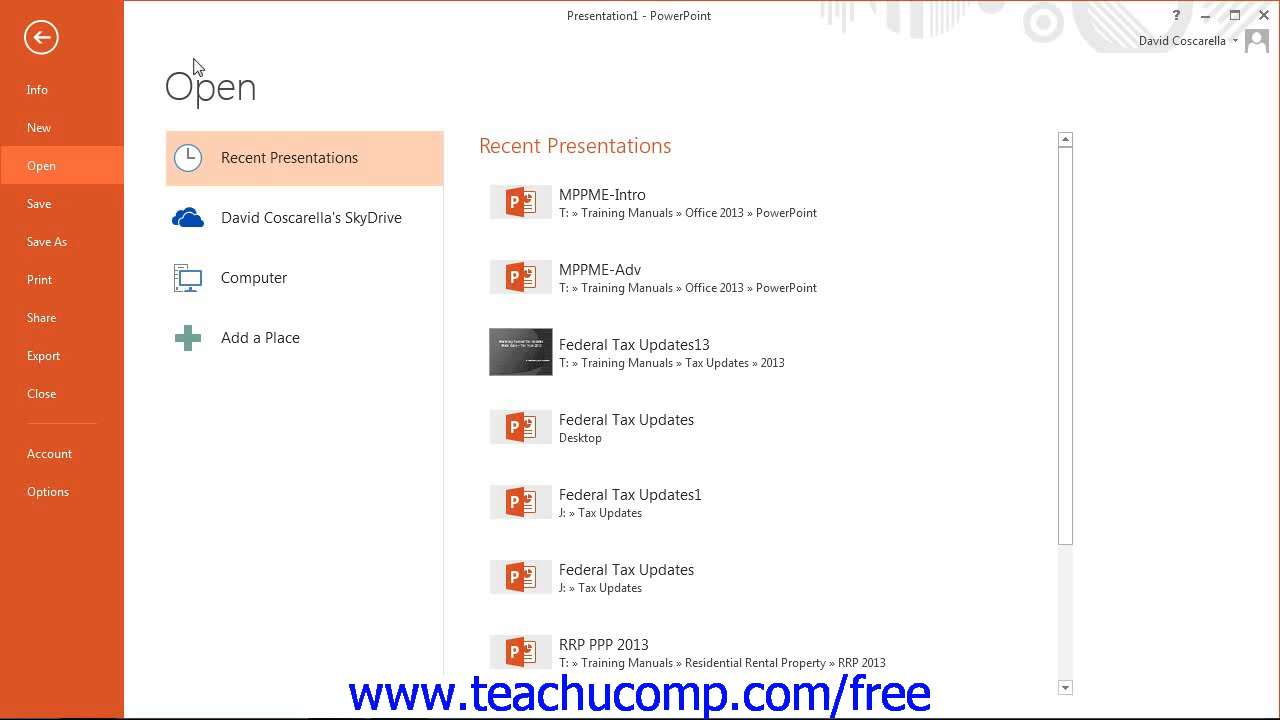 Presentation1 - PowerPoint
?
David Coscarella
Info
New
Open
Save
Save As
Print
Share
Export
Close
Account
Options
Open
Recent Presentations
David Coscarella's SkyDrive
Computer
Add a Place
Recent Presentations
MPPME-Intro
T: » Training Manuals » Office 2013 » PowerPoint
MPPME-Adv
T: » Training Manuals » Office 2013 » PowerPoint
Federal Tax Updates13
T: » Training Manuals » Tax Updates » 2013
Federal Tax Updates
Desktop
Federal Tax Updates1
J: » Tax Updates
Federal Tax Updates
J: » Tax Updates
RRP PPP 2013
T: » Training Manuals » Residential Rental Property » RRP 2013
www.teachucomp.com/free